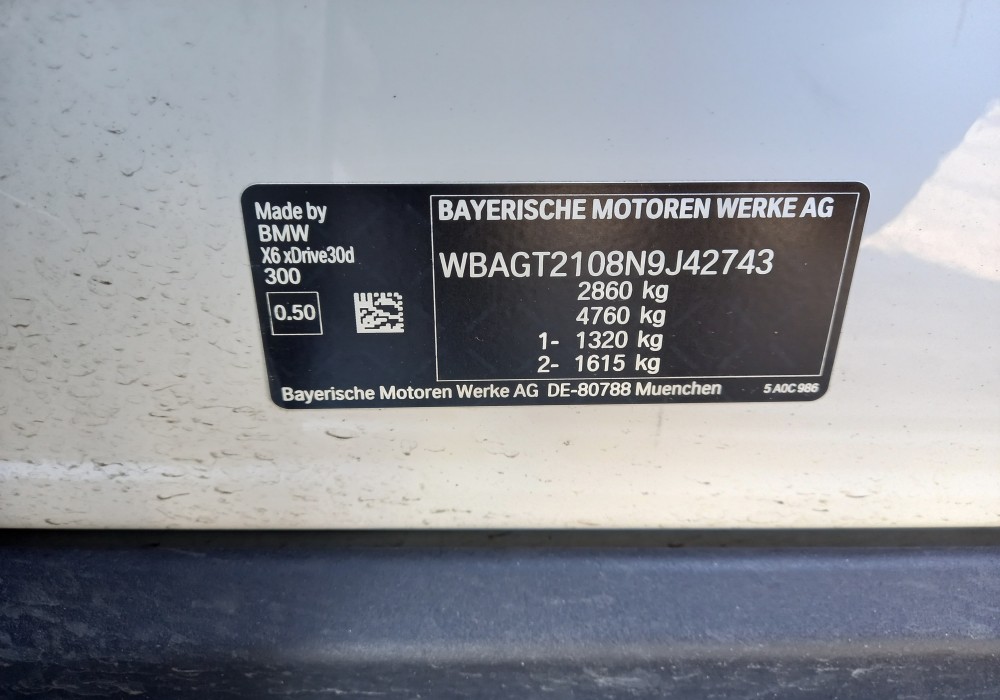 Made by
BMW
X6 xDrive30d
300
0.50
BAYERISCHE MOTOREN WERKE AG
WBAGT2108N9J42743
2860 kg
4760 kg
1- 1320 kg
2- 1615 kg
Bayerische Motoren Werke AG DE-80788 Muenchen 5 A0C 986